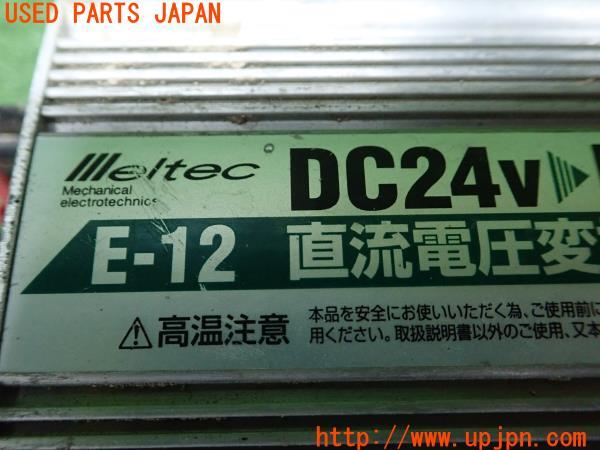 USED PARTS JAPAN
Meltec
Mechanical
electrotechnics
DC24V
E-12 直流電圧変
⚠高温注意
本品を安全にお使いいただく為、ご使用前に
用ください。取扱説明書以外のご使用、又本
http://www.upjpn.com/